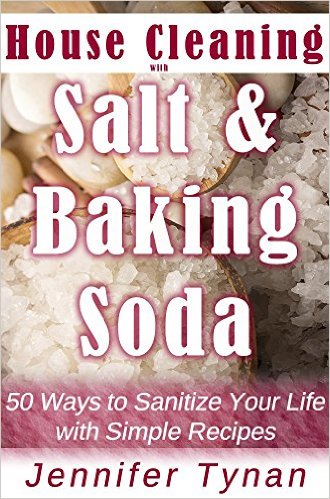 House Cleaning
with
Salt &
Baking
Soda
50 Ways to Sanitize Your Life
with Simple Recipes
Jennifer Tynan